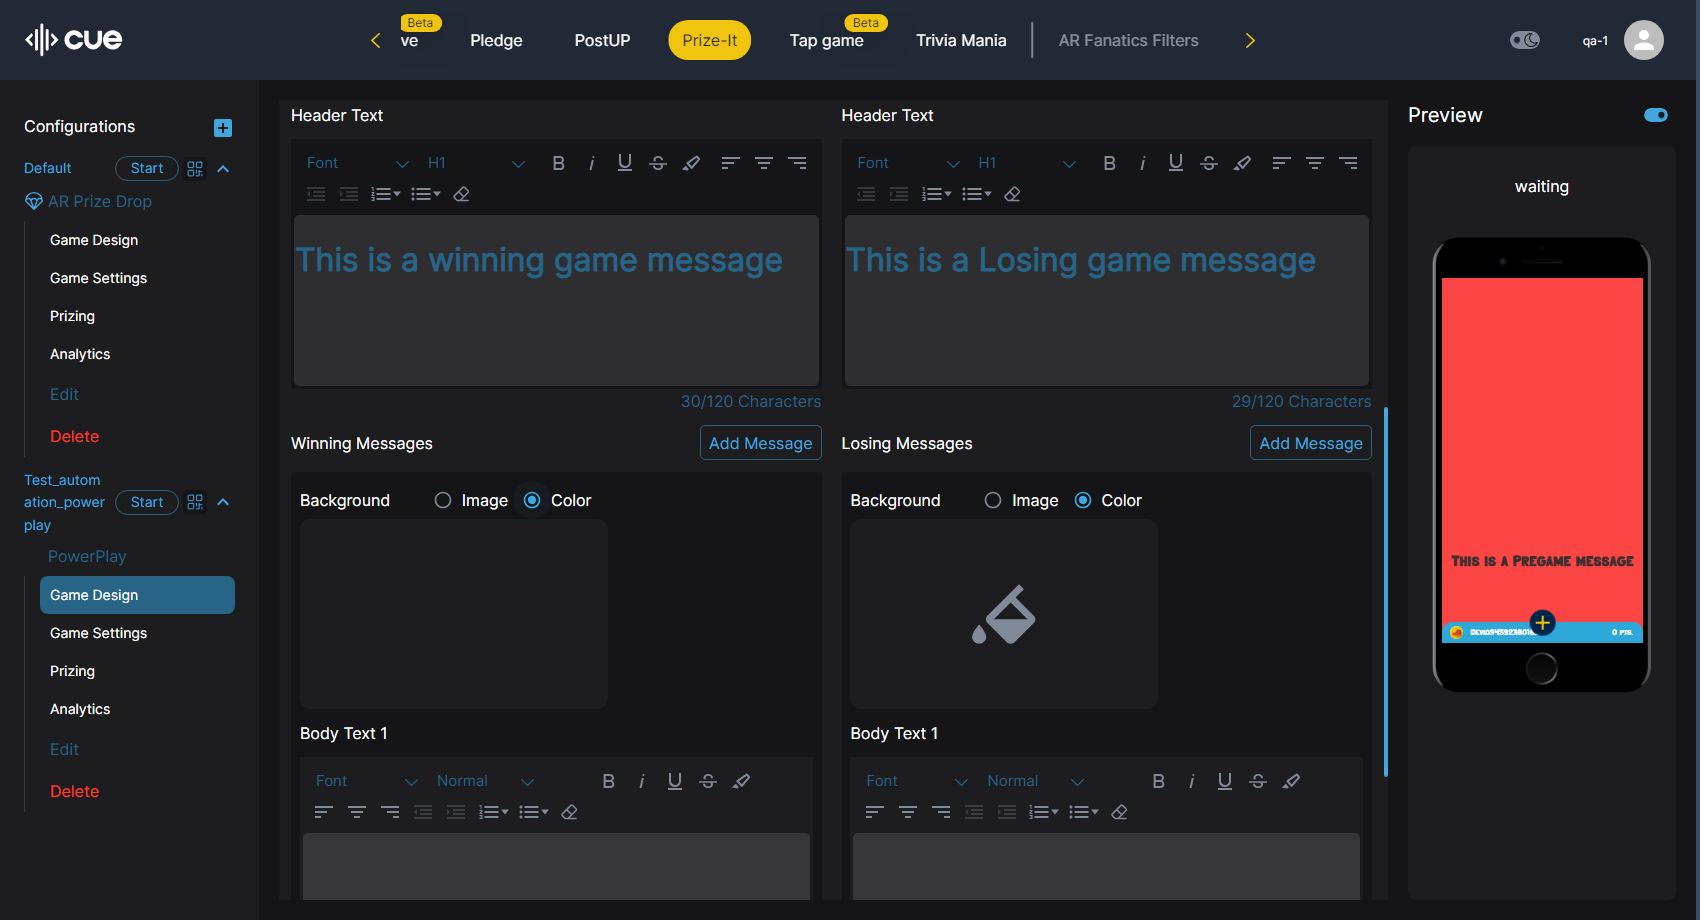 cue
Beta
ve
Pledge
PostUP
Prize-It
Beta
Tap game
Trivia Mania
AR Fanatics Filters
qa-1
Configurations
Default
Start
AR Prize Drop
Game Design
Game Settings
Prizing
Analytics
Edit
Delete
Test_autom
ation_power
play
Start
PowerPlay
Game Design
Game Settings
Prizing
Analytics
Edit
Delete
Header Text
Font
H1
This is a winning game message
30/120 Characters
Winning Messages
Add Message
Background
Image
Color
Body Text 1
Font
Normal
Header Text
Font
H1
This is a Losing game message
29/120 Characters
Losing Messages
Add Message
Background
Image
Color
Body Text 1
Font
Normal
Preview
waiting
This is a Pregame message
0 pts.